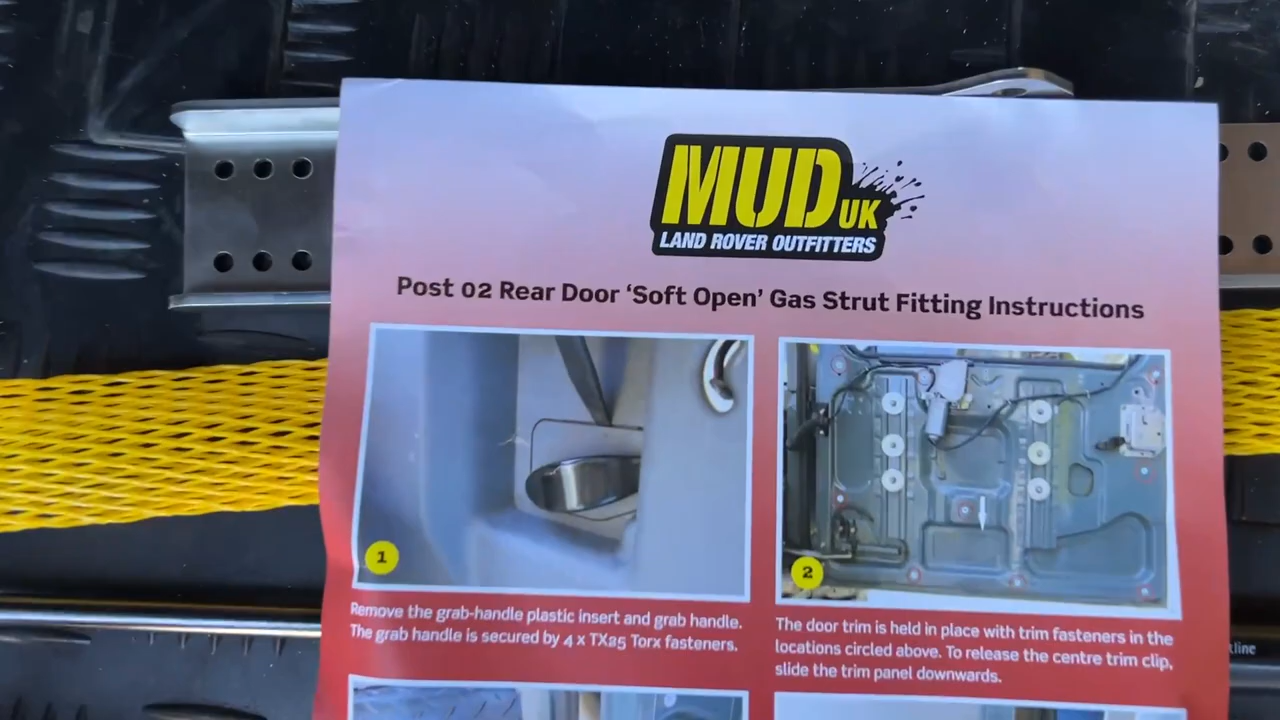 MUD UK
LAND ROVER OUTFITTERS
Post 02 Rear Door ‘Soft Open’ Gas Strut Fitting Instructions
1
Remove the grab-handle plastic insert and grab handle.
The grab handle is secured by 4 x TX25 Torx fasteners.
2
The door trim is held in place with trim fasteners in the
locations circled above. To release the centre trim clip,
slide the trim panel downwards.